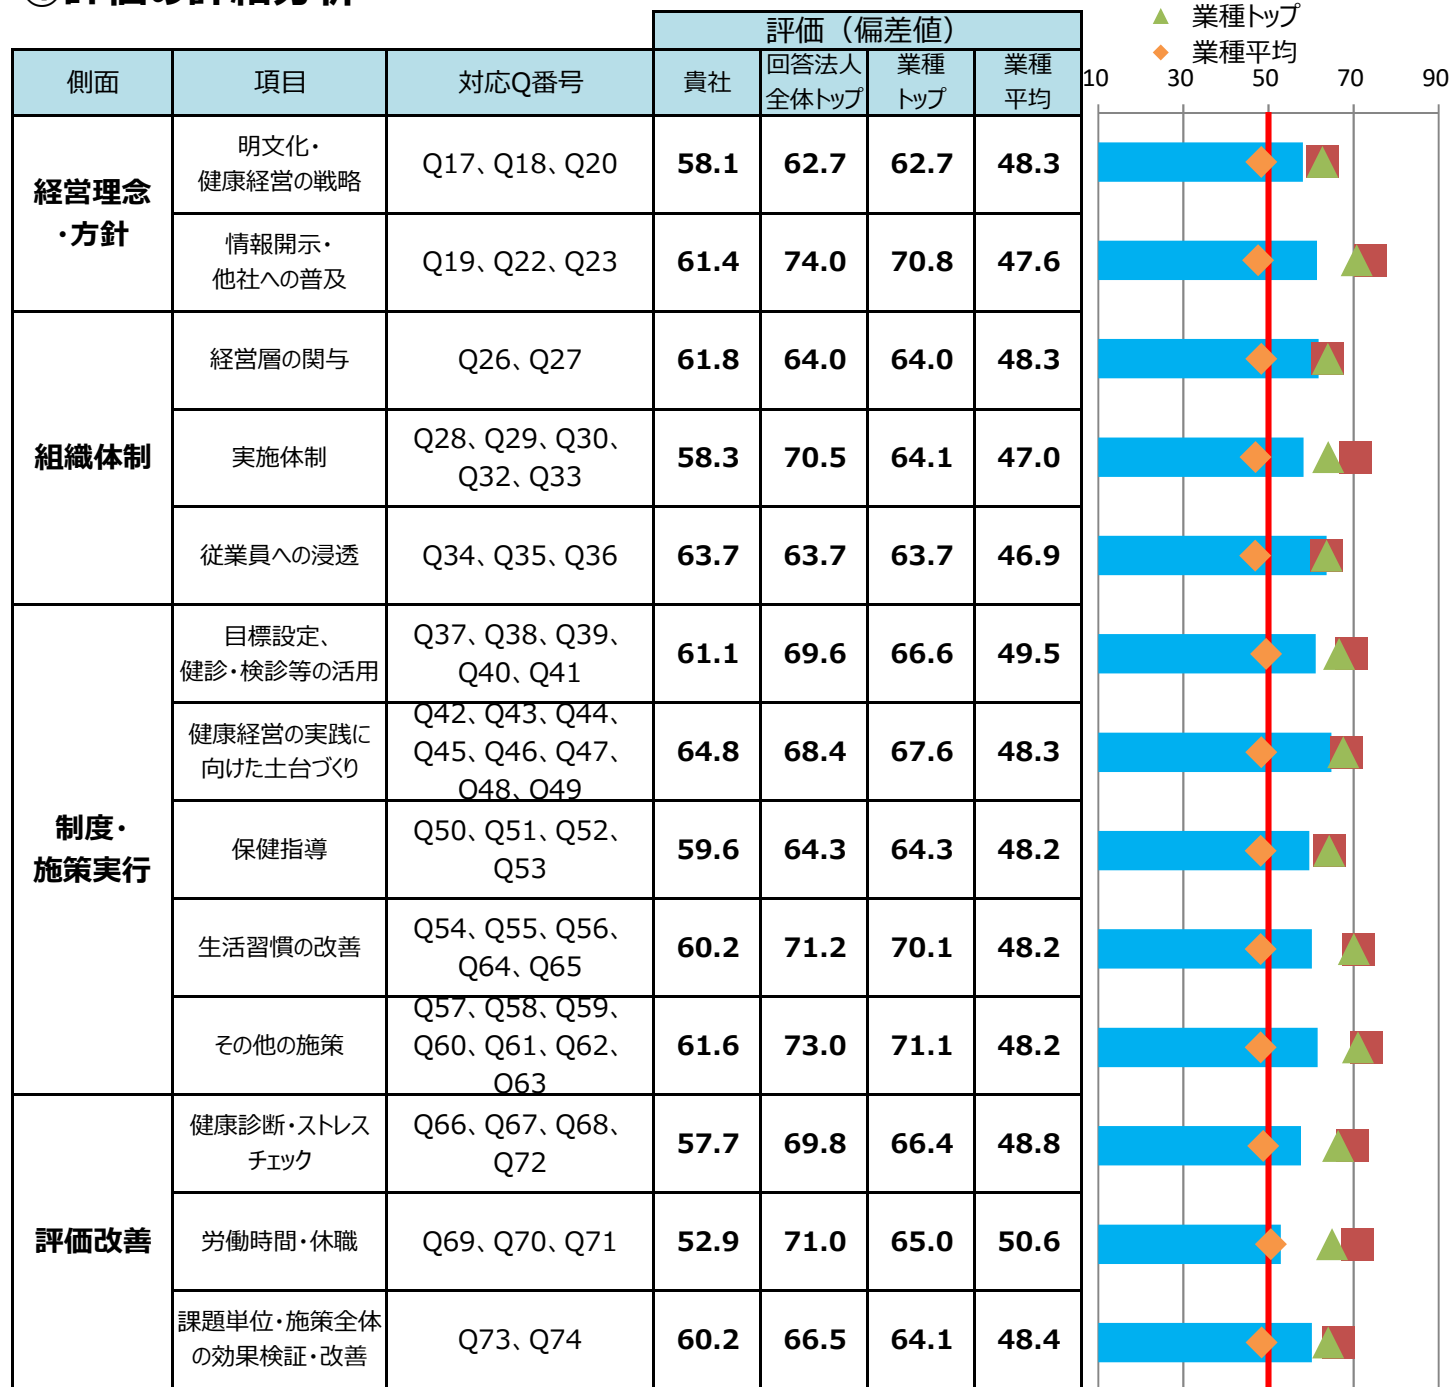 評価（偏差値）
▲ 業種トップ
◆ 業種平均
側面 項目 対応Q番号 貴社 回答法人 業種 業種
全体トップ トップ 平均
10 30 50 70 90
経営理念
・方針
明文化・
健康経営の戦略
Q17、Q18、Q20 58.1 62.7 62.7 48.3
情報開示・
他社への普及
Q19、Q22、Q23 61.4 74.0 70.8 47.6
組織体制
経営層の関与 Q26、Q27 61.8 64.0 64.0 48.3
実施体制
Q28、Q29、Q30、
Q32、Q33
58.3 70.5 64.1 47.0
従業員への浸透 Q34、Q35、Q36 63.7 63.7 63.7 46.9
制度・
施策実行
目標設定、
健診・検診等の活用
Q37、Q38、Q39、
Q40、Q41
61.1 69.6 66.6 49.5
健康経営の実践に
向けた土台づくり
Q42、Q43、Q44、
Q45、Q46、Q47、
Q48、Q49
64.8 68.4 67.6 48.3
保健指導
Q50、Q51、Q52、
Q53
59.6 64.3 64.3 48.2
生活習慣の改善
Q54、Q55、Q56、
Q64、Q65
60.2 71.2 70.1 48.2
その他の施策
Q57、Q58、Q59、
Q60、Q61、Q62、
Q63
61.6 73.0 71.1 48.2
評価改善
健康診断・ストレス
チェック
Q66、Q67、Q68、
Q72
57.7 69.8 66.4 48.8
労働時間・休職 Q69、Q70、Q71 52.9 71.0 65.0 50.6
課題単位・施策全体
の効果検証・改善
Q73、Q74 60.2 66.5 64.1 48.4